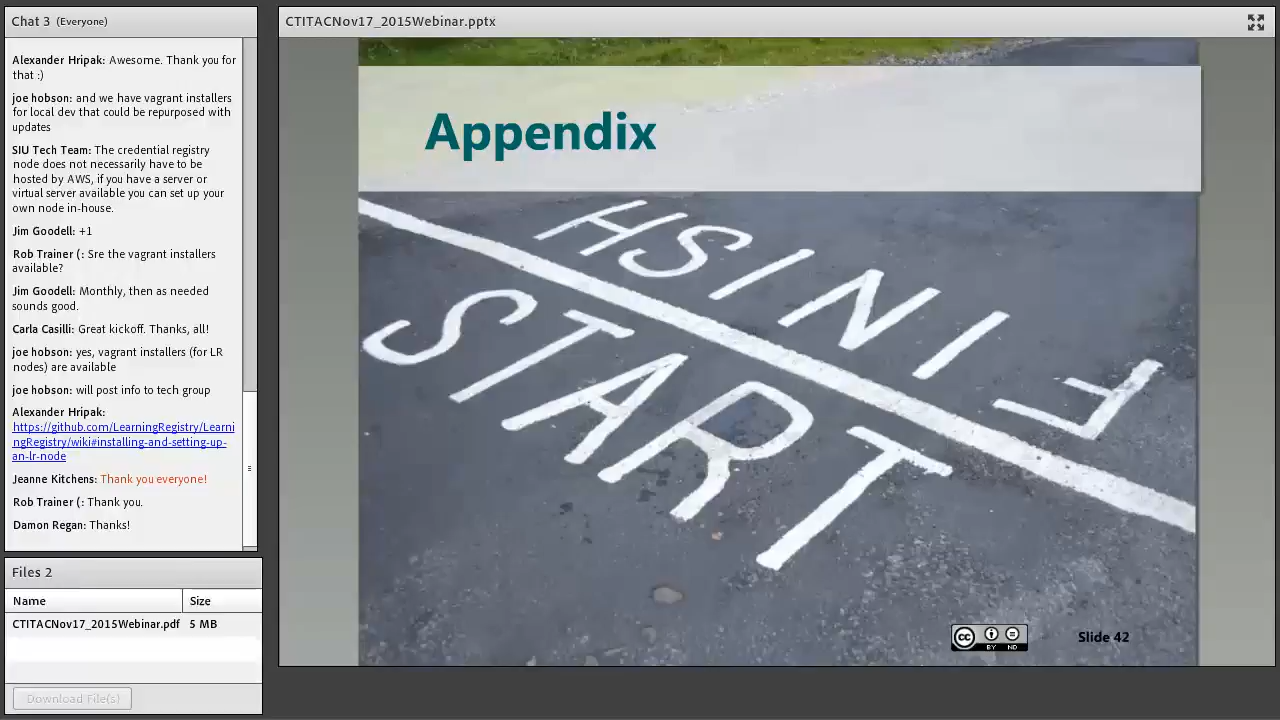 Chat 3 (Everyone)
Alexander Hripak: Awesome. Thank you for
that :)
joe hobson: and we have vagrant installers
for local dev that could be repurposed with
updates
SIU Tech Team: The credential registry
node does not necessarily have to be
hosted by AWS, if you have a server or
virtual server available you can set up your
own node in-house.
Jim Goodell: +1
Rob Trainer (: Sre the vagrant installers
available?
Jim Goodell: Monthly, then as needed
sounds good.
Carla Casilli: Great kickoff. Thanks, all!
joe hobson: yes, vagrant installers (for LR
nodes) are available
joe hobson: will post info to tech group
Alexander Hripak:
https://github.com/LearningRegistry/Learni
ngRegistry/wiki#installing-and-setting-up-
an-lr-node
Jeanne Kitchens: Thank you everyone!
Rob Trainer (: Thank you.
Damon Regan: Thanks!
Files 2
Name Size
CTITACNov17_2015Webinar.pdf 5 MB
Download File(s)
CTITACNov17_2015Webinar.pptx
Appendix
FINISH
START
cc BY ND
Slide 42